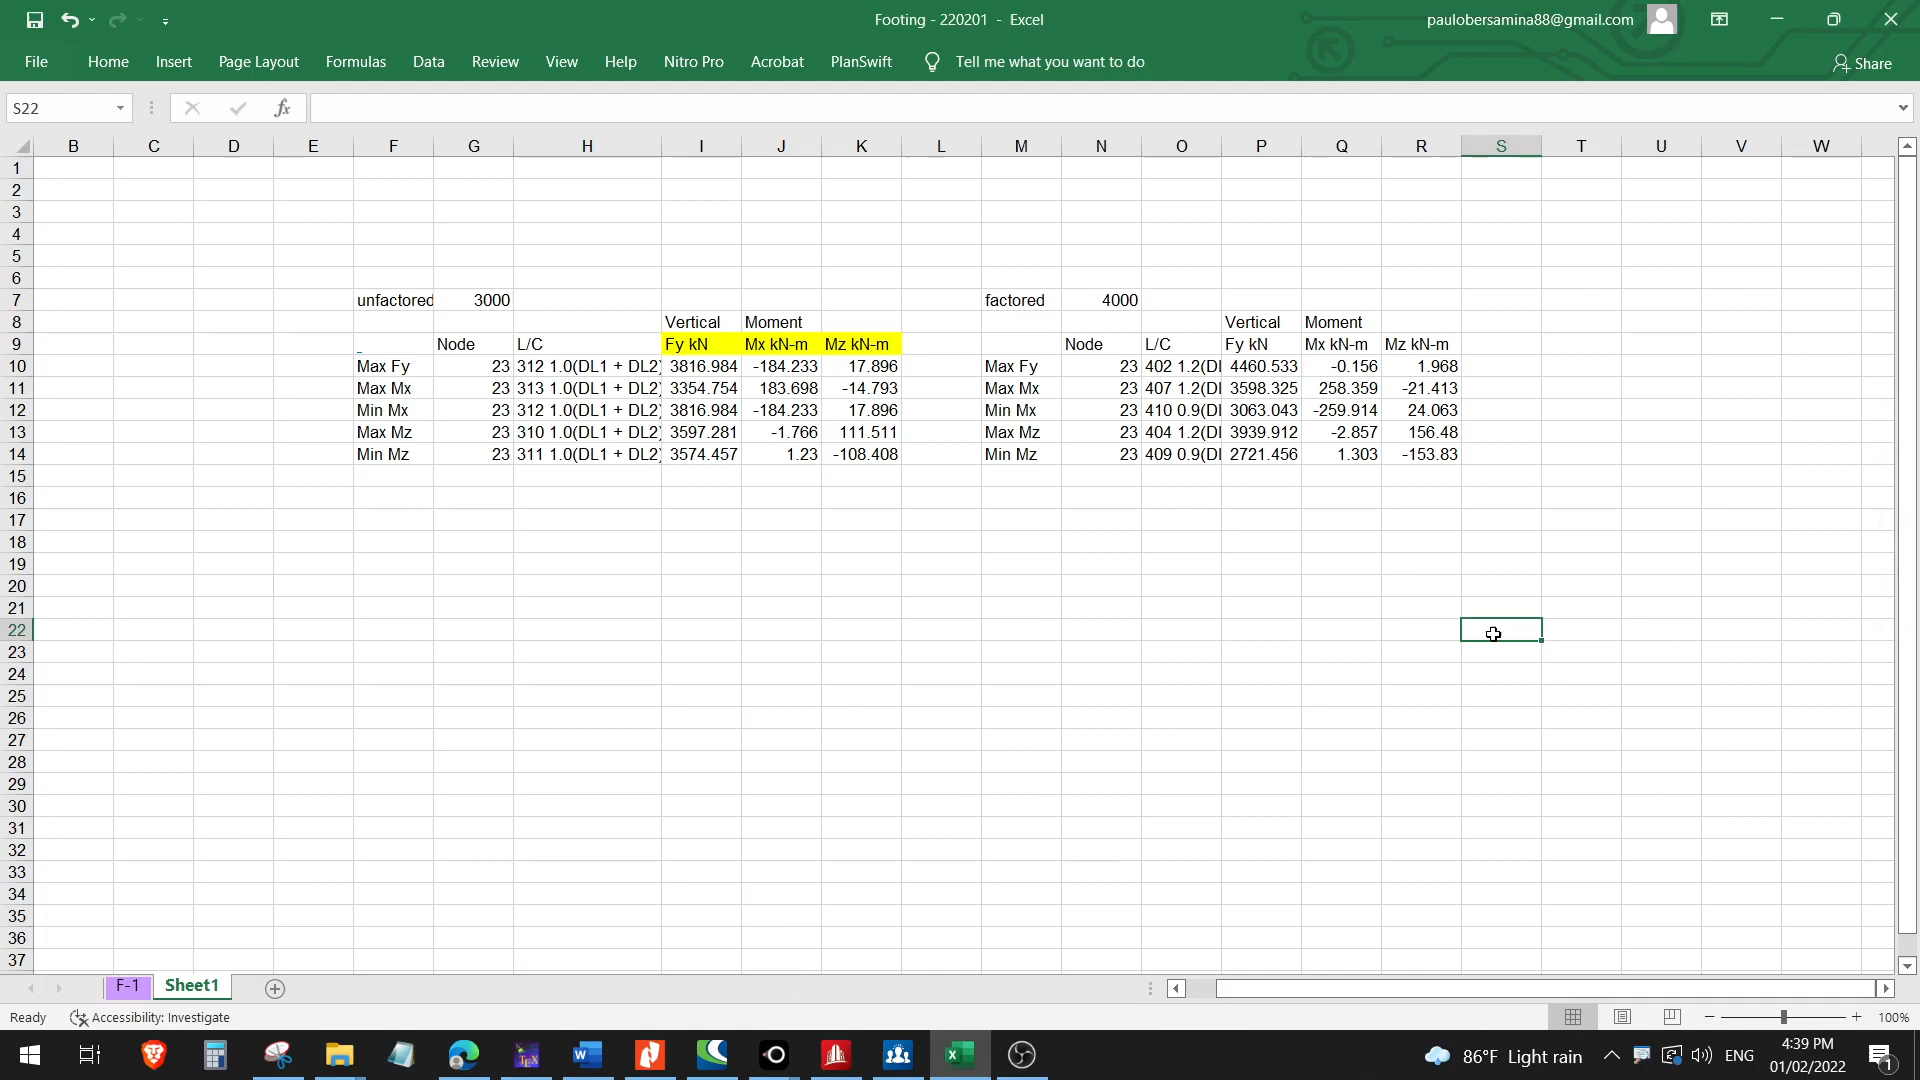 Footing - 220201 - Excel
paulobersamina88@gmail.com
File Home Insert Page Layout Formulas Data Review View Help Nitro Pro Acrobat PlanSwift Tell me what you want to do Share
S22 fx
B C D E F G H I J K L M N O P Q R S T U V W
1
2
3
4
5
6
7 unfactored 3000 factored 4000
8 Vertical Moment Vertical Moment
9 Node L/C Fy kN Mx kN-m Mz kN-m Node L/C Fy kN Mx kN-m Mz kN-m
10 Max Fy 23 312 1.0(DL1 + DL2) 3816.984 -184.233 17.896 Max Fy 23 402 1.2(DL 4460.533 -0.156 1.968
11 Max Mx 23 313 1.0(DL1 + DL2) 3354.754 183.698 -14.793 Max Mx 23 407 1.2(DL 3598.325 258.359 -21.413
12 Min Mx 23 312 1.0(DL1 + DL2) 3816.984 -184.233 17.896 Min Mx 23 410 0.9(DL 3063.043 -259.914 24.063
13 Max Mz 23 310 1.0(DL1 + DL2) 3597.281 -1.766 111.511 Max Mz 23 404 1.2(DL 3939.912 -2.857 156.48
14 Min Mz 23 311 1.0(DL1 + DL2) 3574.457 1.23 -108.408 Min Mz 23 409 0.9(DL 2721.456 1.303 -153.83
15
16
17
18
19
20
21
22
23
24
25
26
27
28
29
30
31
32
33
34
35
36
37
F-1 Sheet1
Ready Accessibility: Investigate 100%
TEX W X 86°F Light rain ENG 4:39 PM
01/02/2022 1